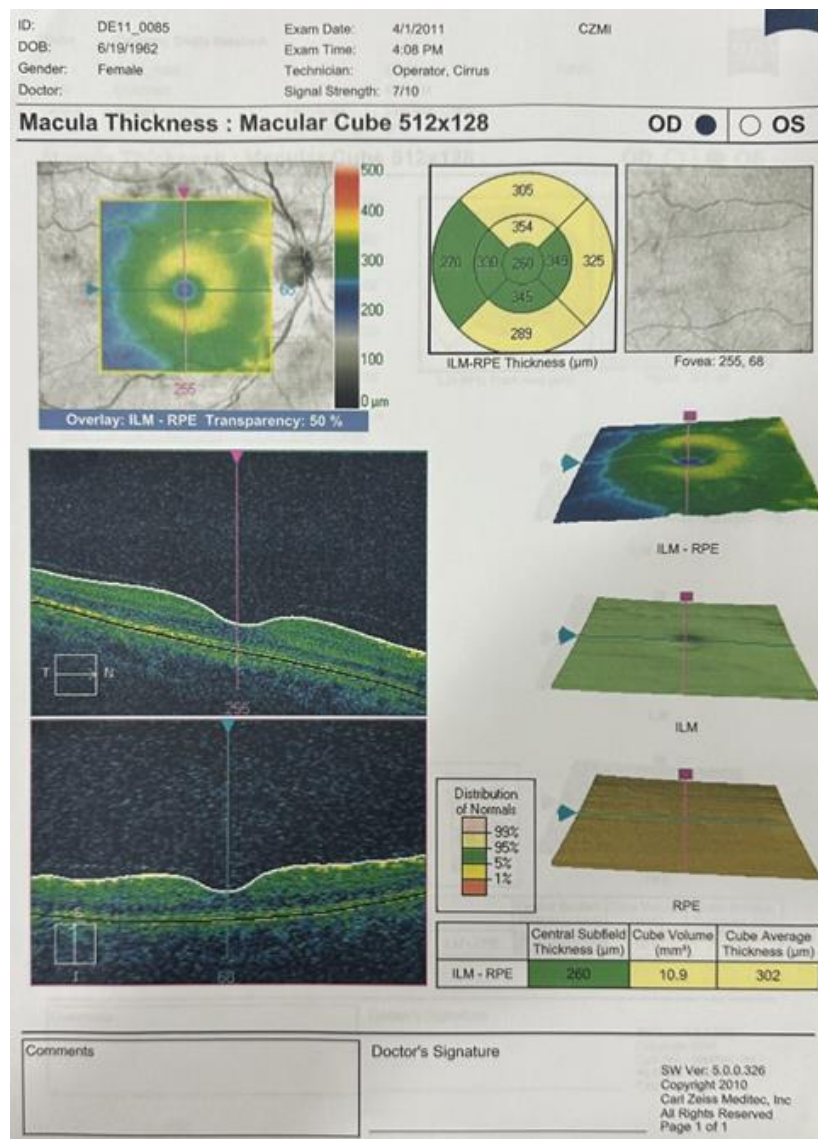 ID: DE11_0085 Exam Date: 4/1/2011 CZMI
DOB: 6/19/1962 Exam Time: 4:08 PM
Gender: Female Technician: Operator, Cirrus
Doctor: Signal Strength: 7/10
Macula Thickness : Macular Cube 512x128 OD OS
500
400
300
200
100
0 µm
68
255
Overlay: ILM - RPE Transparency: 50 %
305
354
270 330 260 349 325
345
289
ILM-RPE Thickness (µm)
Fovea: 255, 68
ILM - RPE
T N
255
ILM
S
I
68
Distribution
of Normals
99%
95%
5%
1%
RPE
Central Subfield Thickness (µm) Cube Volume (mm³) Cube Average Thickness (µm)
ILM - RPE 260 10.9 302
Comments
Doctor's Signature
SW Ver: 5.0.0.326
Copyright 2010
Carl Zeiss Meditec, Inc
All Rights Reserved
Page 1 of 1